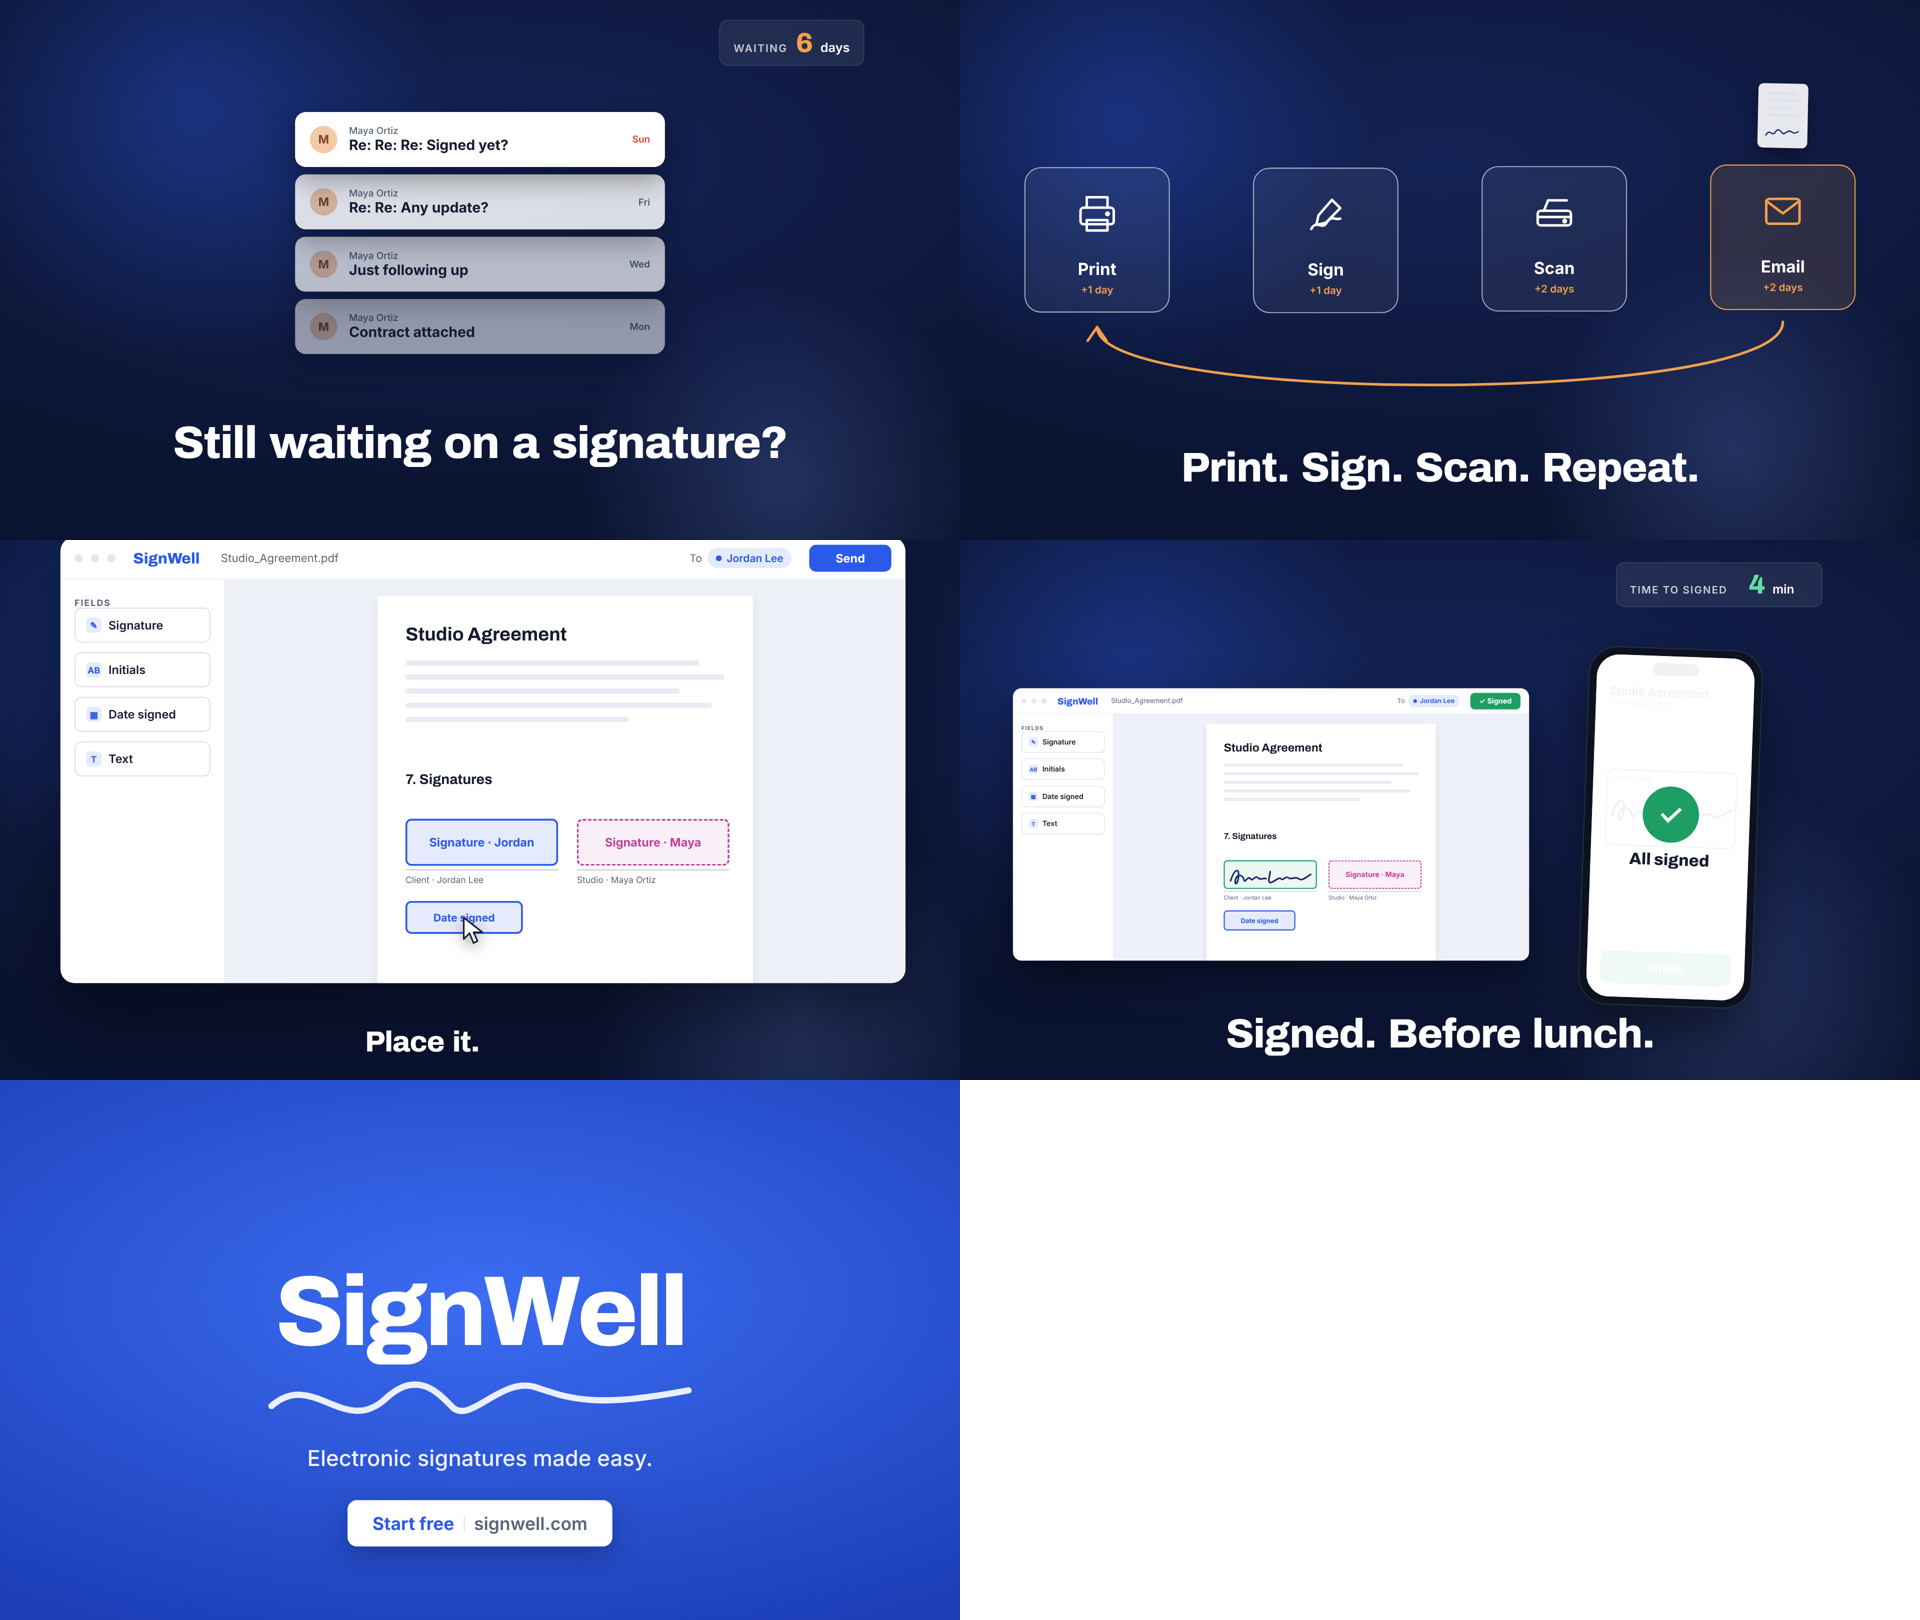 WAITING 6 days
M Maya Ortiz
Re: Re: Re: Signed yet? Sun
M Maya Ortiz
Re: Re: Any update? Fri
M Maya Ortiz
Just following up Wed
M Maya Ortiz
Contract attached Mon
Still waiting on a signature?
Print
+1 day
Sign
+1 day
Scan
+2 days
Email
+2 days
Print. Sign. Scan. Repeat.
SignWell Studio_Agreement.pdf To Jordan Lee Send
FIELDS
Signature
AB Initials
Date signed
T Text
Studio Agreement
7. Signatures
Signature · Jordan
Signature · Maya
Client · Jordan Lee
Studio · Maya Ortiz
Date signed
Place it.
TIME TO SIGNED 4 min
SignWell Studio_Agreement.pdf To Jordan Lee ✓ Signed
FIELDS
Signature
AB Initials
Date signed
T Text
Studio Agreement
7. Signatures
Signature · Maya
Client · Jordan Lee
Studio · Maya Ortiz
Date signed
Studio Agreement
All signed
Finish
Signed. Before lunch.
SignWell
Electronic signatures made easy.
Start free | signwell.com